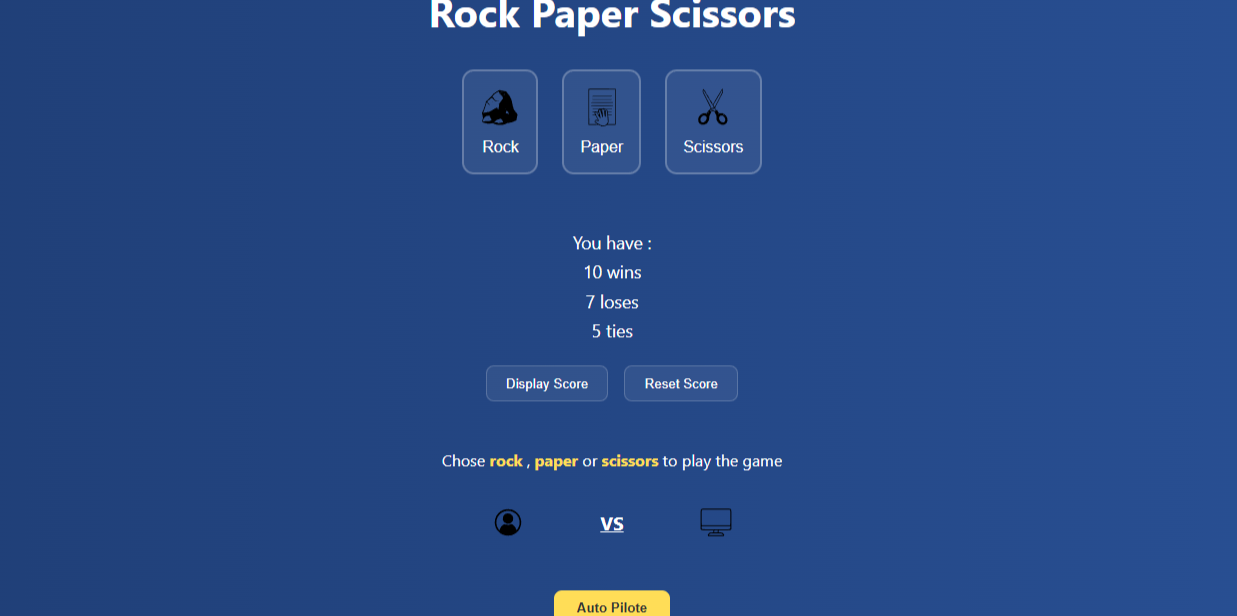 Rock Paper Scissors
Rock Paper Scissors
You have :
10 wins
7 loses
5 ties
Display Score Reset Score
Chose rock , paper or scissors to play the game
VS
Auto Pilote